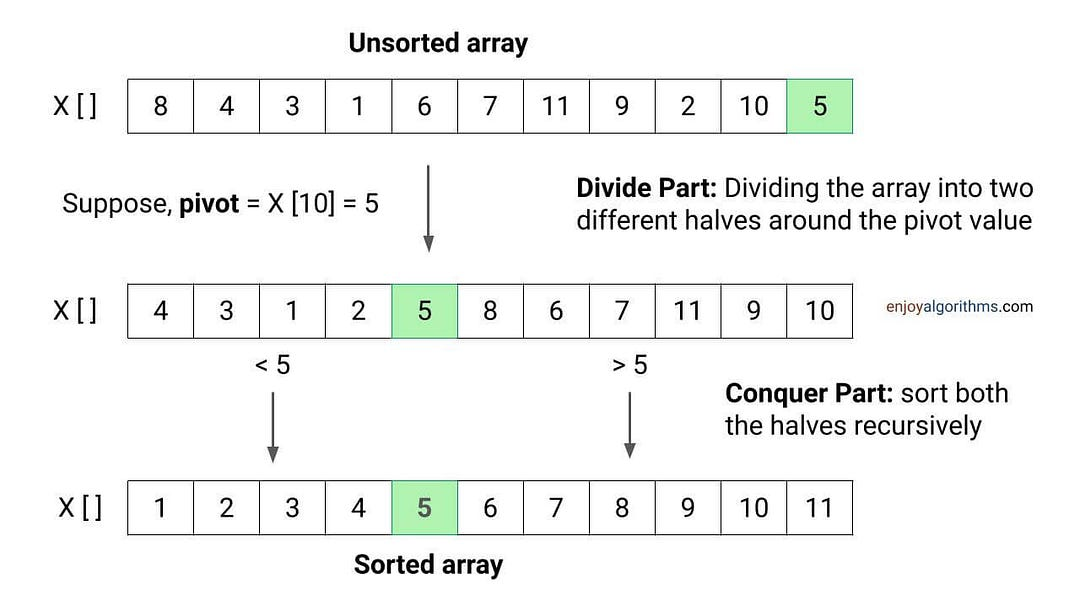 Unsorted array
X [ ] 8 4 3 1 6 7 11 9 2 10 5
Suppose, pivot = X [10] = 5
Divide Part: Dividing the array into two
different halves around the pivot value
X [ ] 4 3 1 2 5 8 6 7 11 9 10
enjoyalgorithms.com
< 5
> 5
Conquer Part: sort both
the halves recursively
X [ ] 1 2 3 4 5 6 7 8 9 10 11
Sorted array